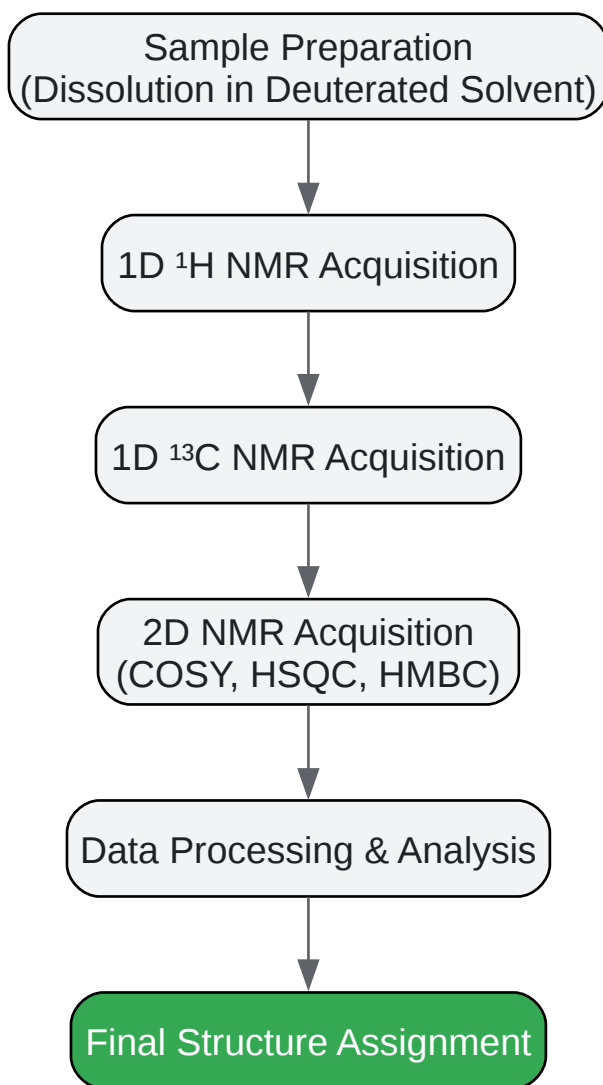 Sample Preparation
(Dissolution in Deuterated Solvent)
1D ¹H NMR Acquisition
1D ¹³C NMR Acquisition
2D NMR Acquisition
(COSY, HSQC, HMBC)
Data Processing & Analysis
Final Structure Assignment